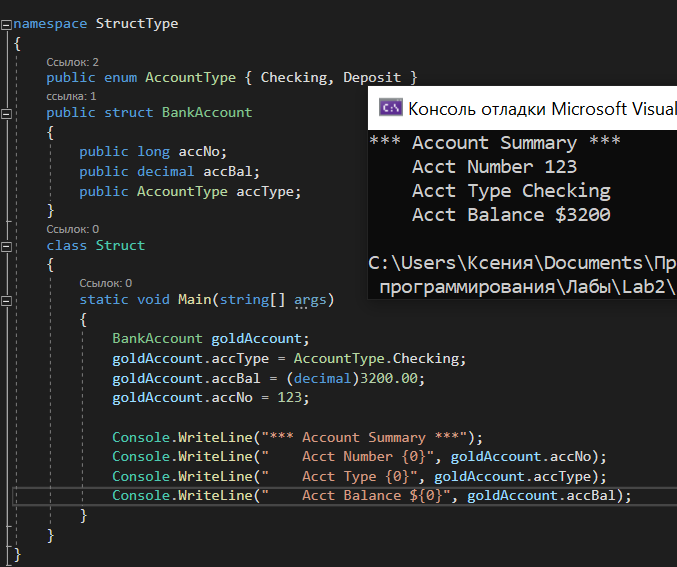 namespace StructType
{
Ссылок: 2
public enum AccountType { Checking, Deposit }
ссылка: 1
public struct BankAccount
{
public long accNo;
public decimal accBal;
public AccountType accType;
}
Ссылок: 0
class Struct
{
Ссылок: 0
static void Main(string[] args)
{
BankAccount goldAccount;
goldAccount.accType = AccountType.Checking;
goldAccount.accBal = (decimal)3200.00;
goldAccount.accNo = 123;
Console.WriteLine("*** Account Summary ***");
Console.WriteLine("    Acct Number {0}", goldAccount.accNo);
Console.WriteLine("    Acct Type {0}", goldAccount.accType);
Console.WriteLine("    Acct Balance ${0}", goldAccount.accBal);
}
}
}
C:\ Консоль отладки Microsoft Visual
*** Account Summary ***
Acct Number 123
Acct Type Checking
Acct Balance $3200
C:\Users\Ксения\Documents\Пр
программирования\Лабы\Lab2\